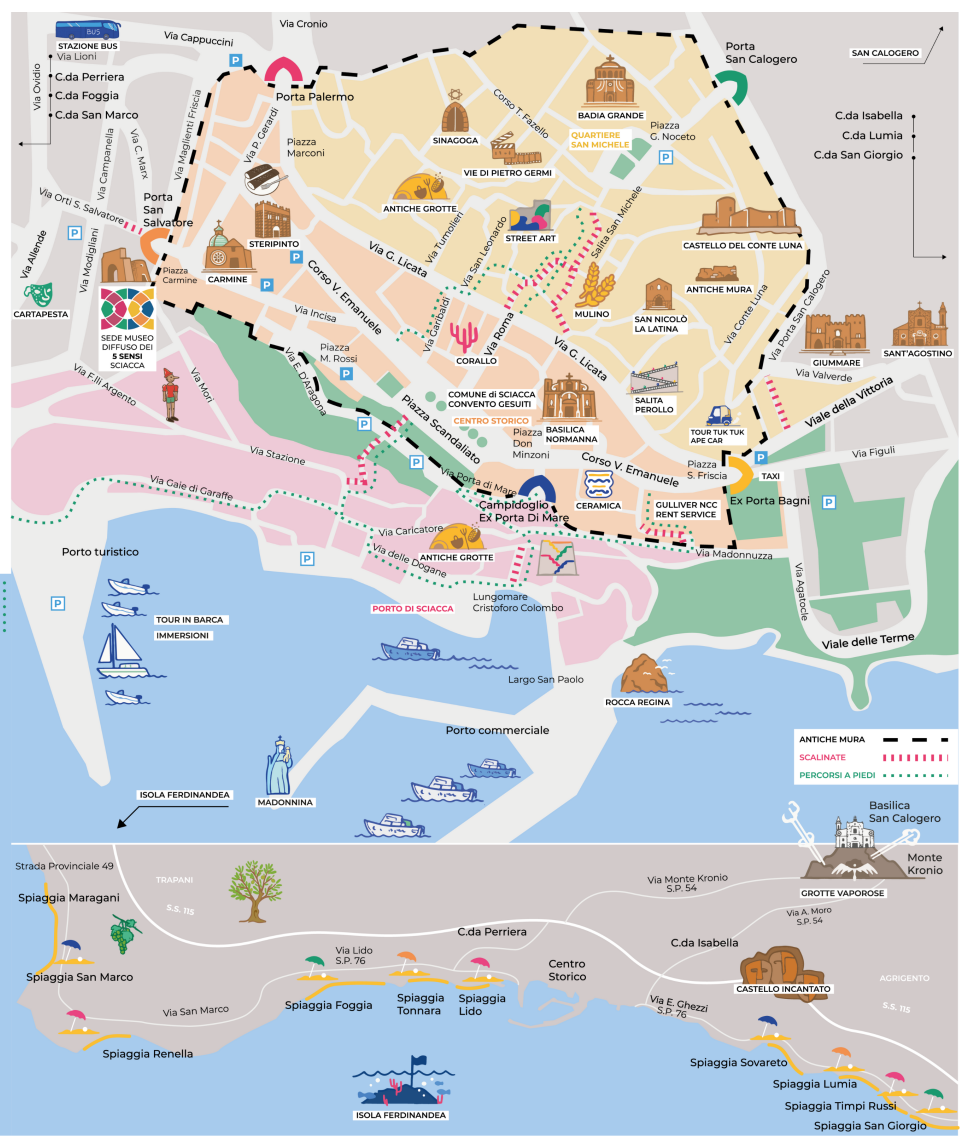 BUS
STAZIONE BUS
Via Lioni
Via Ovidio
C.da Perriera
C.da Foggia
C.da San Marco
Via Cappuccini
P
Via Cronio
Porta Palermo
Porta
San Calogero
SAN CALOGERO
C.da Isabella
C.da Lumia
C.da San Giorgio
Via Campanella
Via C. Marx
Via Maglienti Friscia
Via P. Gerardi
Piazza
Marconi
SINAGOGA
Corso T. Fazello
BADIA GRANDE
QUARTIERE
SAN MICHELE
Piazza
G. Noceto
P
VIE DI PIETRO GERMI
Via Orti S. Salvatore
Porta
San
Salvatore
P
Via Allende
Via Modigliani
CARTAPESTA
Piazza
Carmine
CARMINE
STERIPINTO
P
P
ANTICHE GROTTE
Via G. Licata
Via Tumolieri
Via San Leonardo
STREET ART
Salita San Michele
CASTELLO DEL CONTE LUNA
ANTICHE MURA
MULINO
SAN NICOLÒ
LA LATINA
Via Conte Luna
Via Porta San Calogero
GIUMMARE
SANT'AGOSTINO
SEDE MUSEO
DIFFUSO DEI
5 SENSI
SCIACCA
Via Incisa
Corso V. Emanuele
Via Garibaldi
CORALLO
Via Roma
Via G. Licata
Piazza
M. Rossi
P
Via E. D'Aragona
Via F.lli Argento
Via Mori
COMUNE di SCIACCA
CONVENTO GESUITI
CENTRO STORICO
BASILICA
NORMANNA
Piazza
Don
Minzoni
SALITA
PEROLLO
TOUR TUK TUK
APE CAR
Via Valverde
Viale della Vittoria
Piazza Scandaliato
P
P
Via Stazione
Via Gaie di Garaffe
Via Porta di Mare
Campidoglio
Ex Porta Di Mare
CERAMICA
Corso V. Emanuele
Piazza
S. Friscia
P
TAXI
Via Figuli
Ex Porta Bagni
P
GULLIVER NCC
RENT SERVICE
Via Madonnuzza
Via Caricatore
Via delle Dogane
ANTICHE GROTTE
P
Porto turistico
P
TOUR IN BARCA
IMMERSIONI
PORTO DI SCIACCA
Lungomare
Cristoforo Colombo
Via Agatocle
Viale delle Terme
Largo San Paolo
ROCCA REGINA
Porto commerciale
MADONNINA
ISOLA FERDINANDEA
ANTICHE MURA
SCALINATE
PERCORSI A PIEDI
Basilica
San Calogero
Monte
Kronio
GROTTE VAPOROSE
Strada Provinciale 49
TRAPANI
S.S. 115
Spiaggia Maragani
Via Monte Kronio
S.P. 54
Via A. Moro
S.P. 54
C.da Perriera
C.da Isabella
Via Lido
S.P. 76
Centro
Storico
CASTELLO INCANTATO
AGRIGENTO
S.S. 115
Spiaggia San Marco
Via San Marco
Spiaggia Foggia
Spiaggia
Tonnara
Spiaggia
Lido
Via E. Ghezzi
S.P. 76
Spiaggia Renella
Spiaggia Sovareto
Spiaggia Lumia
Spiaggia Timpi Russi
Spiaggia San Giorgio
ISOLA FERDINANDEA